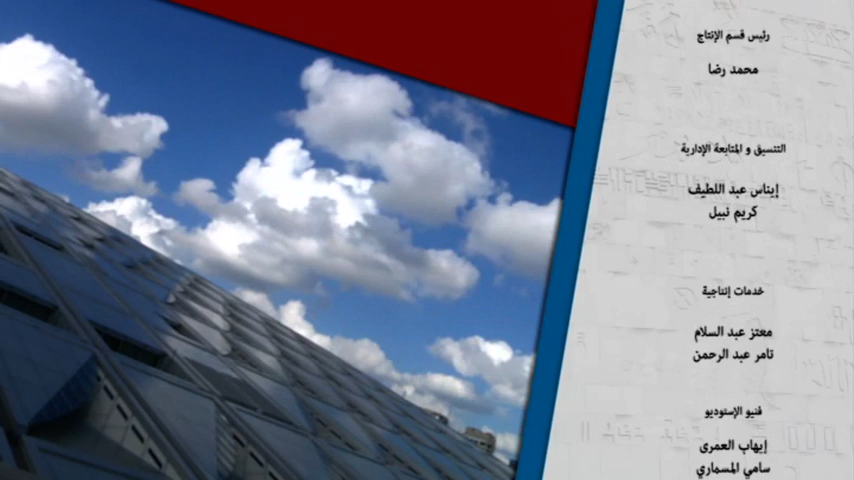 رئيس قسم الإنتاج
محمد رضا
التنسيق و المتابعة الإدارية
إيناس عبد اللطيف
كريم نبيل
خدمات إنتاجية
معتز عبد السلام
تامر عبد الرحمن
فنيو الإستوديو
إيهاب العمرى
سامي المسماري